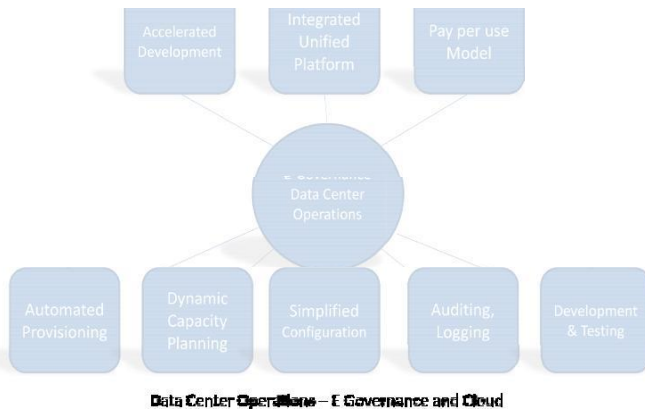 Accelerated
Development
Integrated
Unified
Platform
Pay per use
Model
E-Governance
Data Center
Operations
Automated
Provisioning
Dynamic
Capacity
Planning
Simplified
Configuration
Auditing,
Logging
Development
& Testing
Data Center Operations – E Governance and Cloud